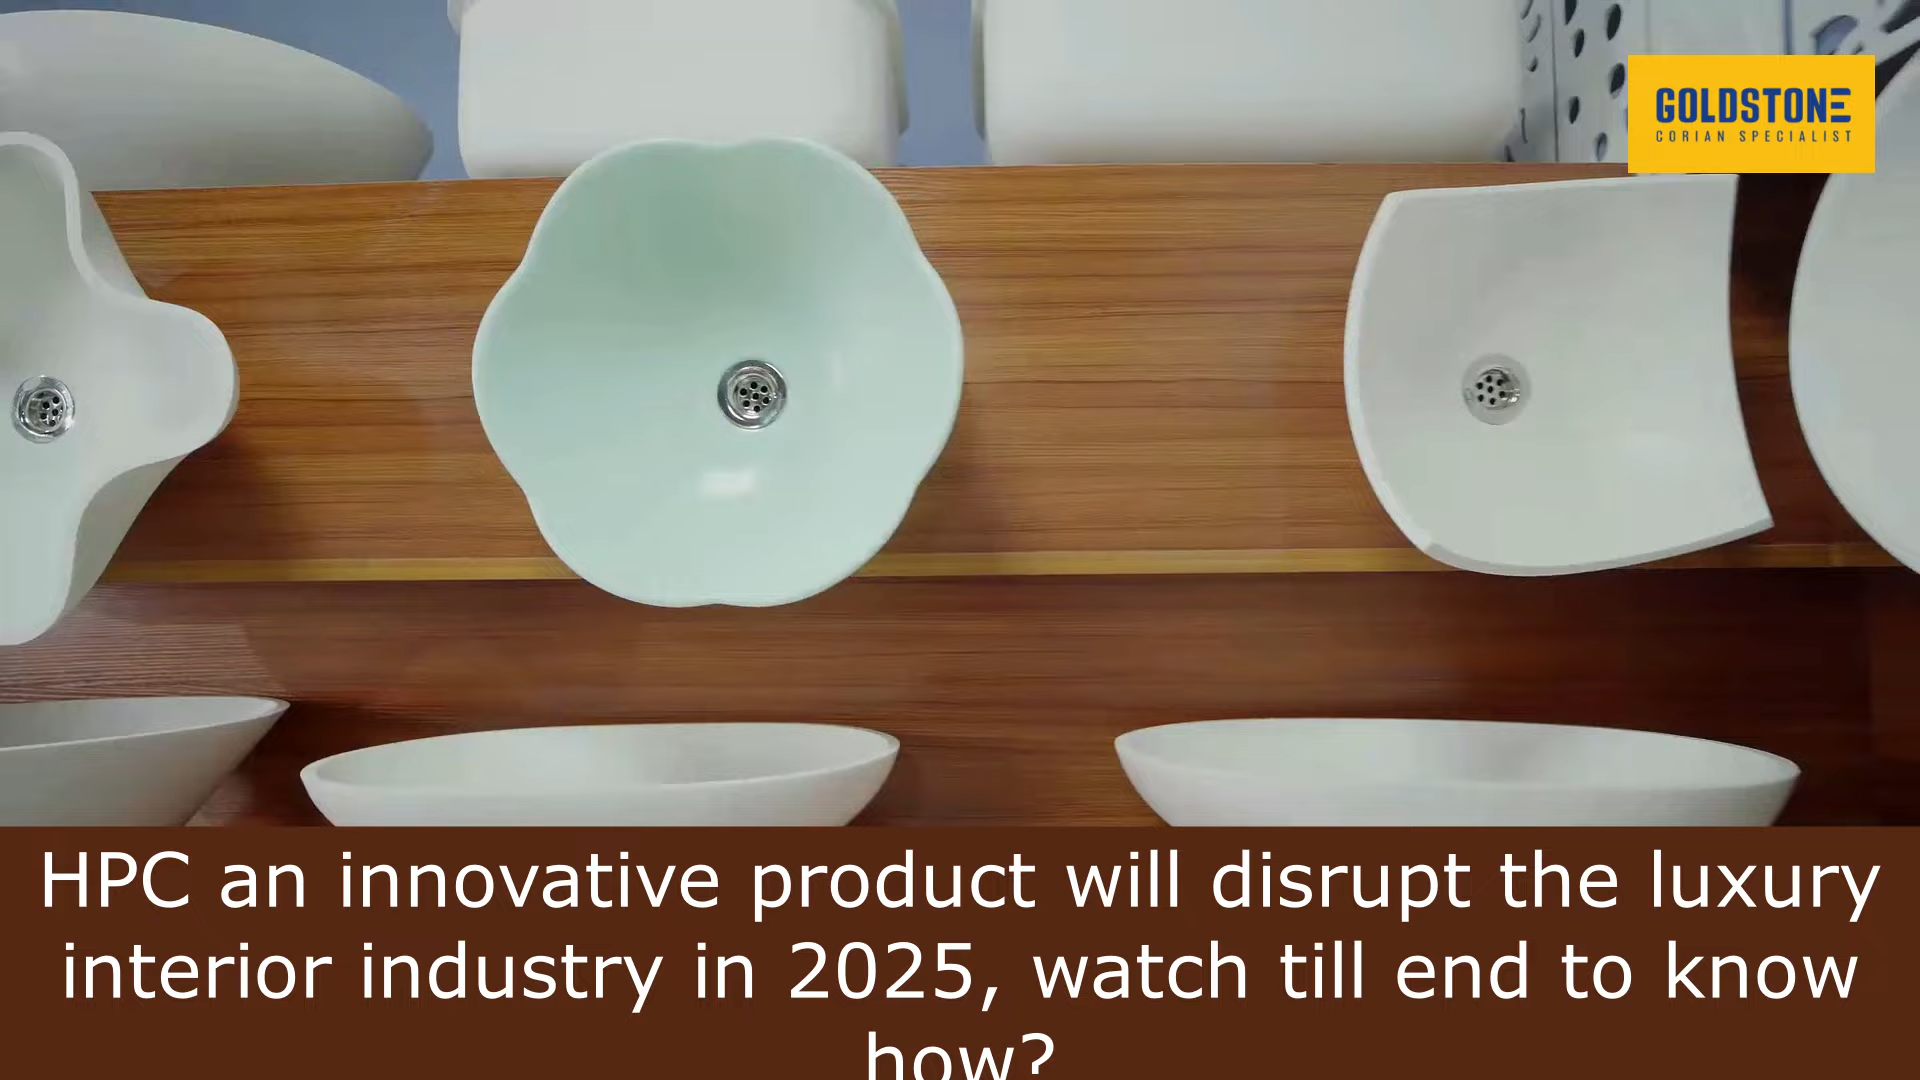 GOLDSTONE
CORIAN SPECIALIST
HPC an innovative product will disrupt the luxury
interior industry in 2025, watch till end to know
how?